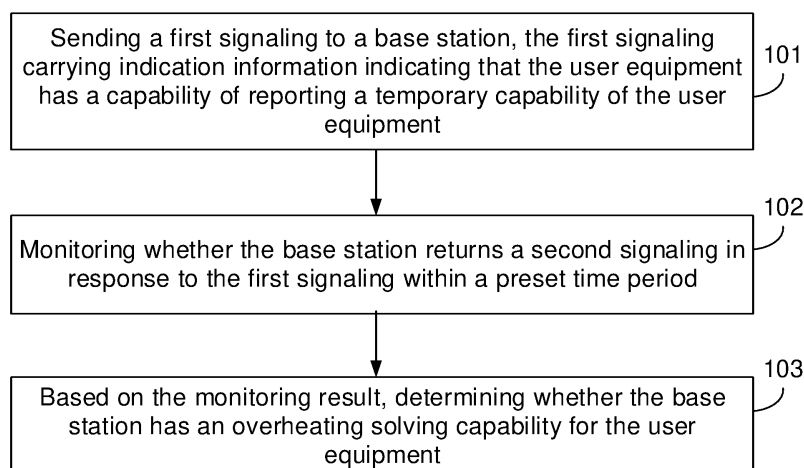 Sending a first signaling to a base station, the first signaling
carrying indication information indicating that the user equipment
has a capability of reporting a temporary capability of the user
equipment
101
102
Monitoring whether the base station returns a second signaling in
response to the first signaling within a preset time period
103
Based on the monitoring result, determining whether the base
station has an overheating solving capability for the user
equipment